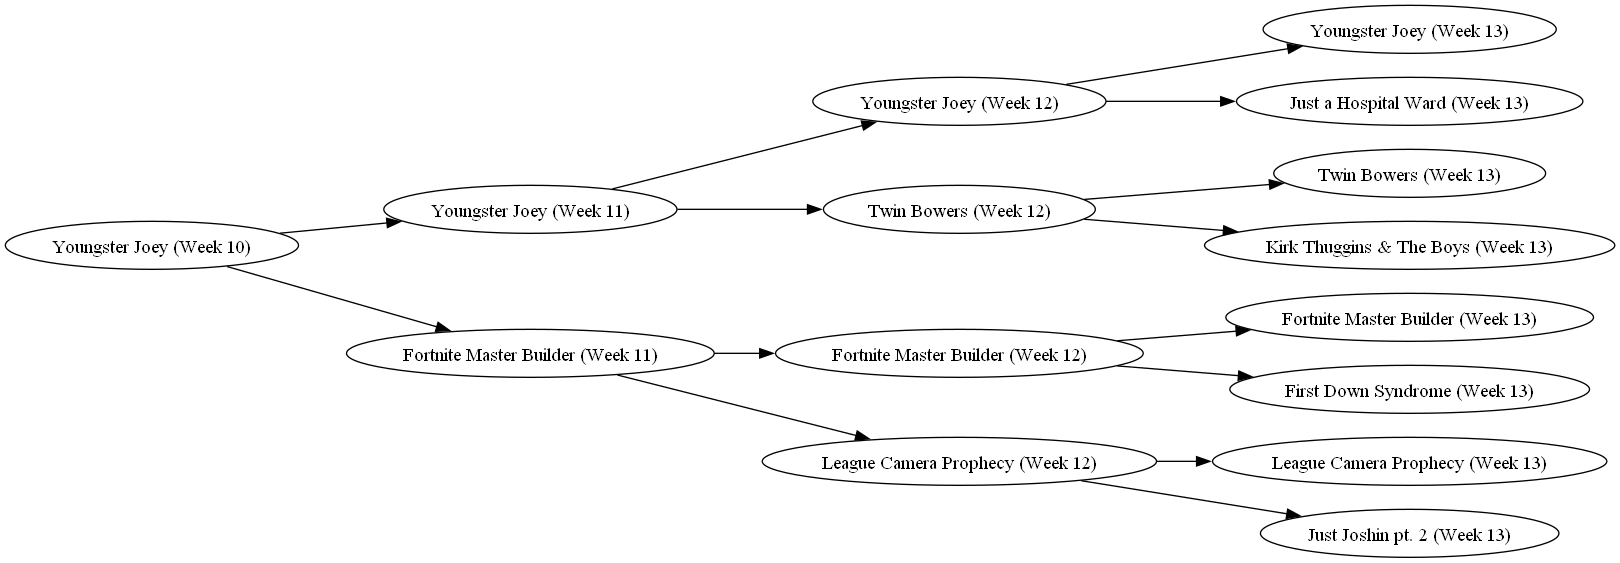 Youngster Joey (Week 13)
Youngster Joey (Week 12)
Just a Hospital Ward (Week 13)
Twin Bowers (Week 13)
Youngster Joey (Week 11)
Twin Bowers (Week 12)
Youngster Joey (Week 10)
Kirk Thuggins & The Boys (Week 13)
Fortnite Master Builder (Week 13)
Fortnite Master Builder (Week 11)
Fortnite Master Builder (Week 12)
First Down Syndrome (Week 13)
League Camera Prophecy (Week 12)
League Camera Prophecy (Week 13)
Just Joshin pt. 2 (Week 13)